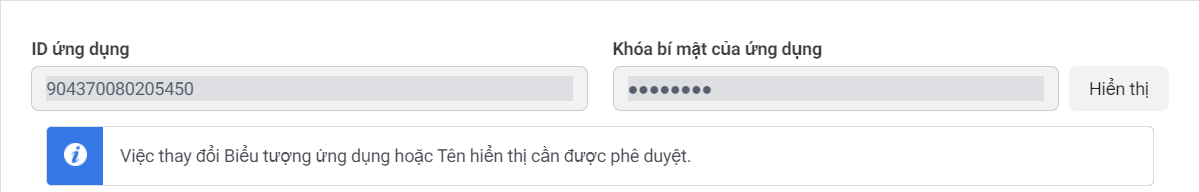 ID ứng dụng
Khóa bí mật của ứng dụng
904370080205450
●●●●●●●●
Hiển thị
Việc thay đổi Biểu tượng ứng dụng hoặc Tên hiển thị cần được phê duyệt.